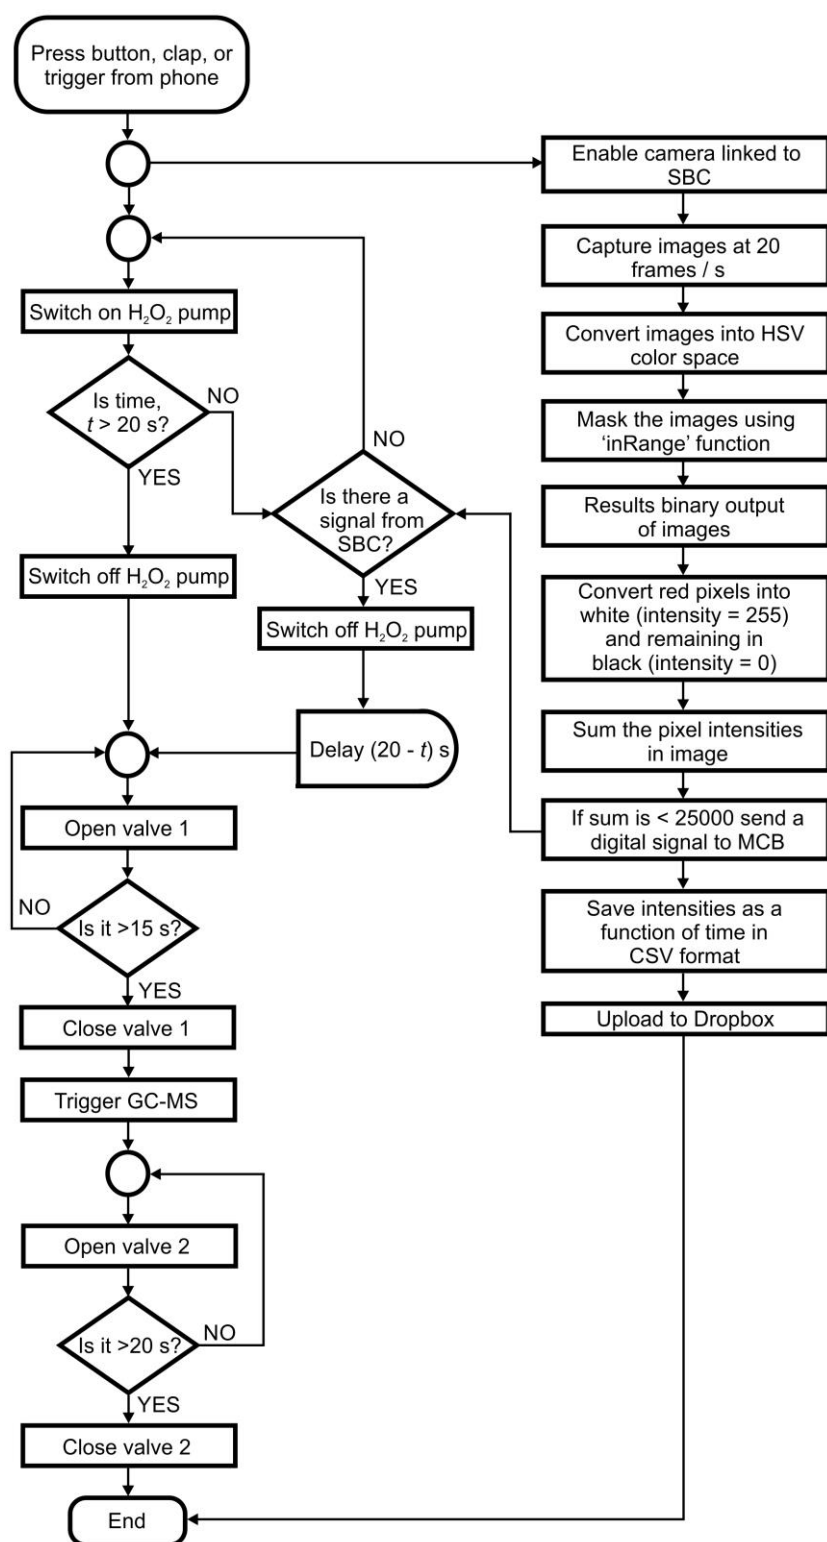 Press button, clap, or
trigger from phone
Enable camera linked to
SBC
Capture images at 20
frames / s
Switch on H₂O₂ pump
Convert images into HSV
color space
Is time,
t > 20 s?
NO
YES
Mask the images using
‘inRange’ function
NO
Is there a
signal from
SBC?
YES
Results binary output
of images
Switch off H₂O₂ pump
Convert red pixels into
white (intensity = 255)
and remaining in
black (intensity = 0)
Switch off H₂O₂ pump
Delay (20 - t) s
Sum the pixel intensities
in image
Open valve 1
If sum is < 25000 send a
digital signal to MCB
NO
Is it >15 s?
YES
Save intensities as a
function of time in
CSV format
Close valve 1
Upload to Dropbox
Trigger GC-MS
Open valve 2
Is it >20 s?
NO
YES
Close valve 2
End